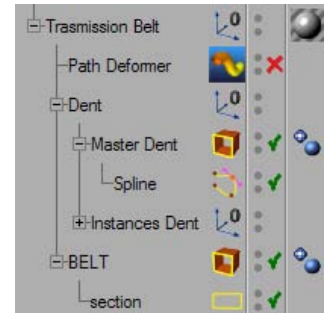 Trasmission Belt
Path Deformer
Dent
Master Dent
Spline
Instances Dent
BELT
section